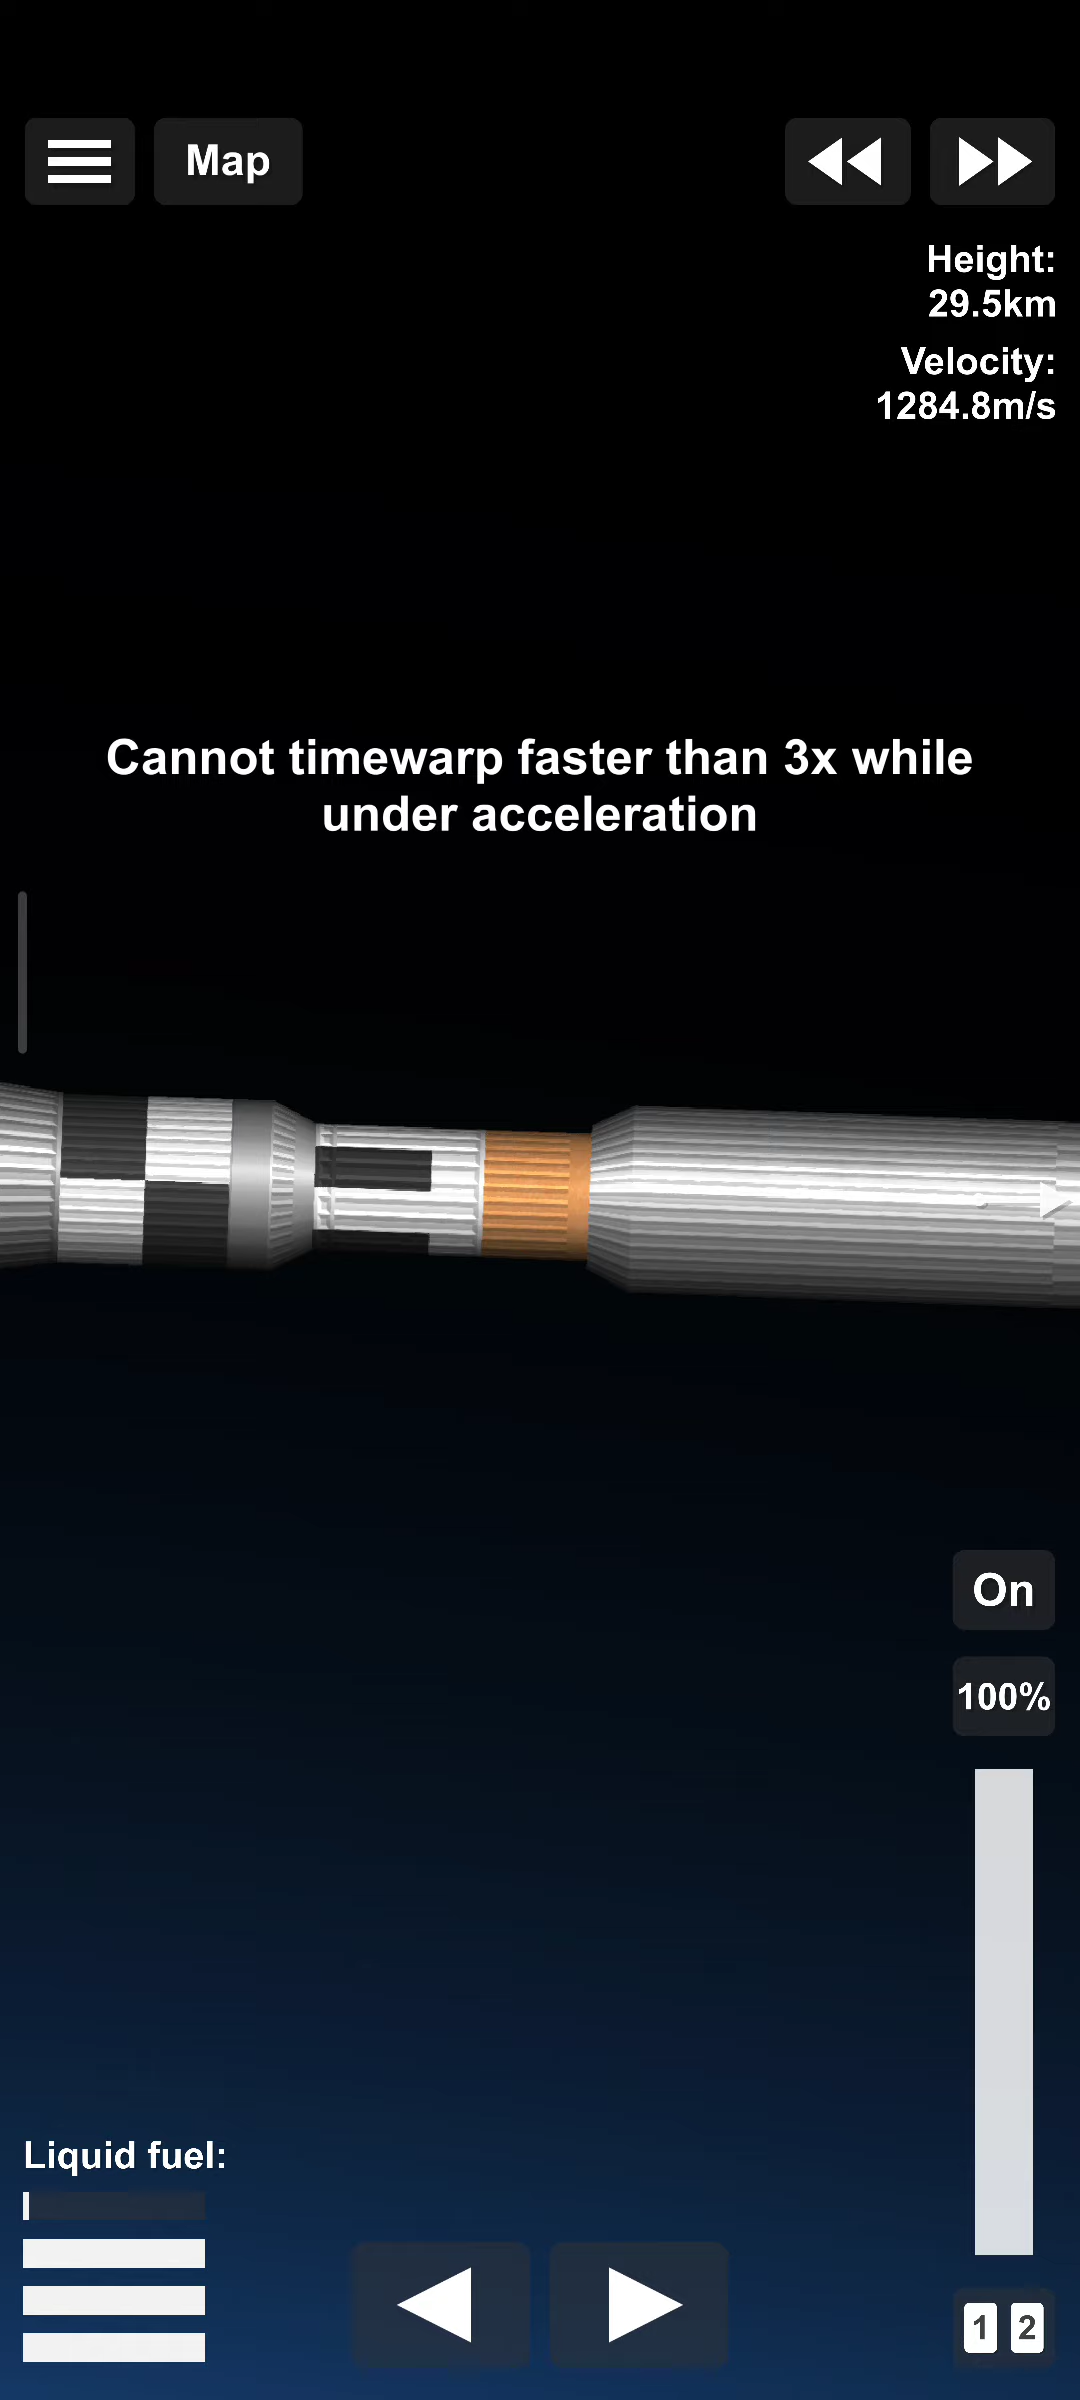 Map
Height:
29.5km
Velocity:
1284.8m/s
Cannot timewarp faster than 3x while
under acceleration
On
100%
Liquid fuel:
1 2